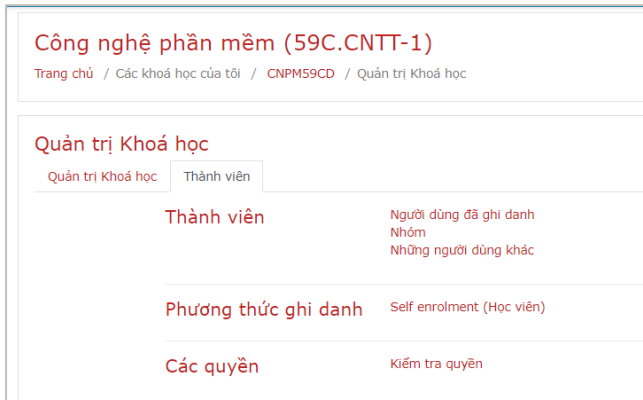 Công nghệ phần mềm (59C.CNTT-1)
Trang chủ / Các khoá học của tôi / CNPM59CD / Quản trị Khoá học
Quản trị Khoá học
Quản trị Khoá học Thành viên
Thành viên Người dùng đã ghi danh
Nhóm
Những người dùng khác
Phương thức ghi danh Self enrolment (Học viên)
Các quyền Kiểm tra quyền